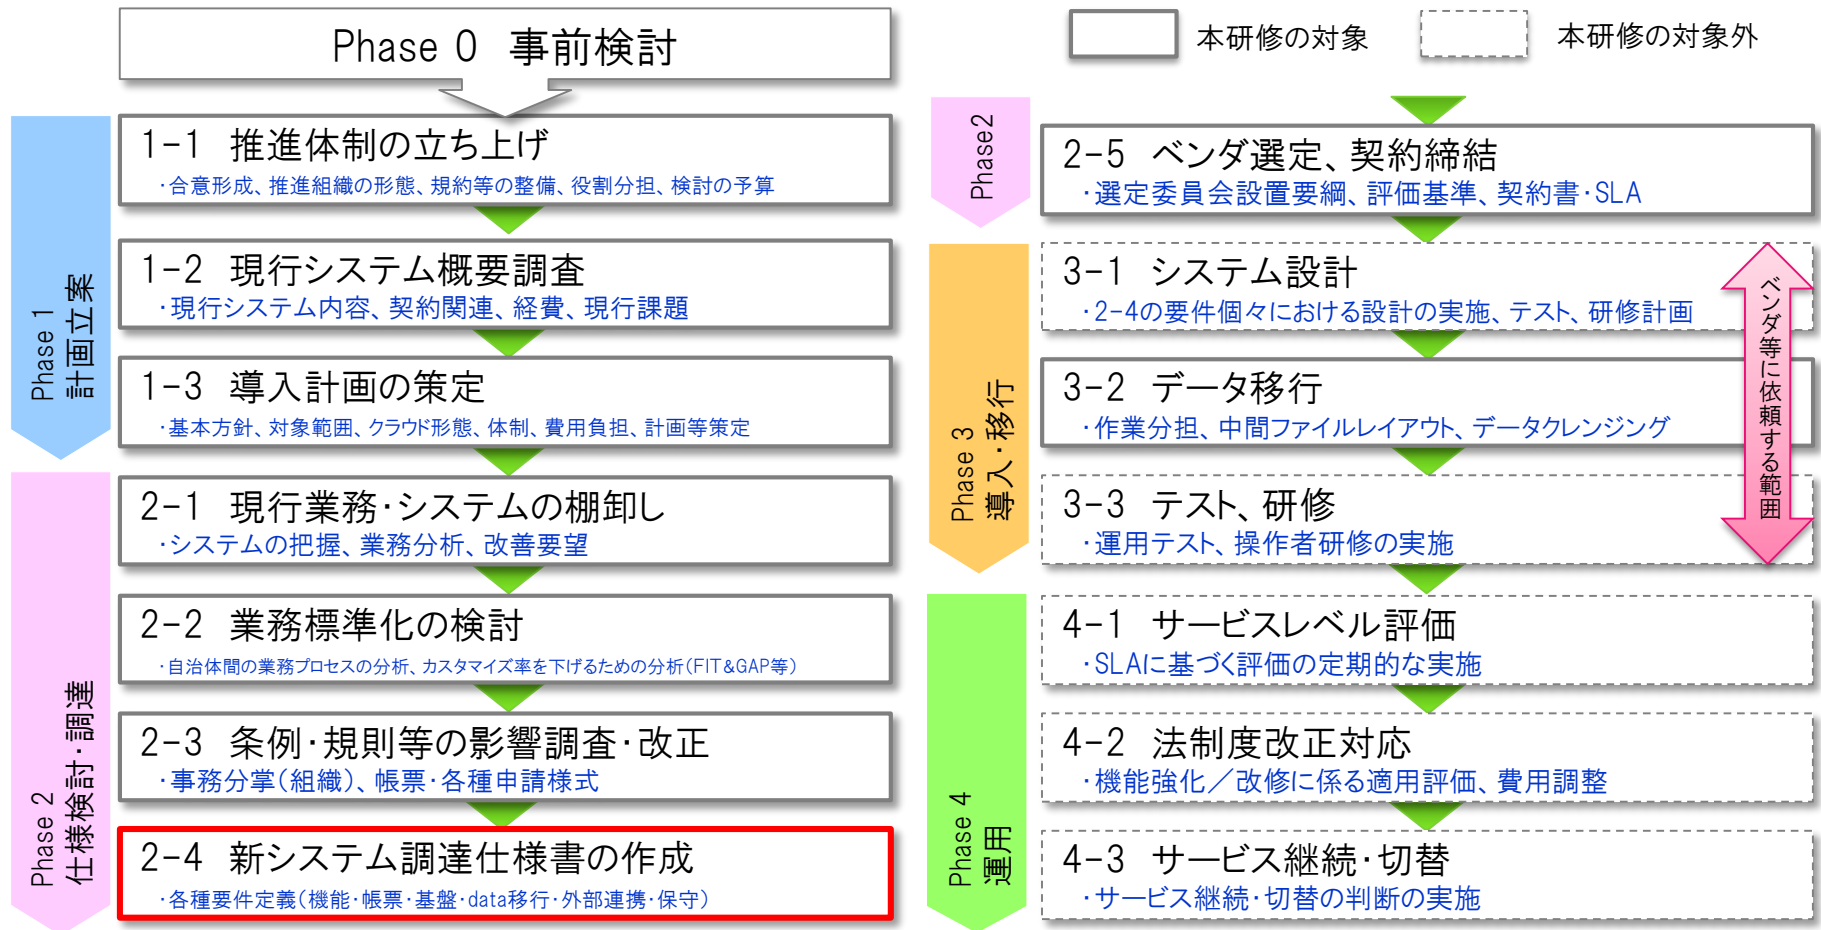 Phase 0 事前検討
Phase 1
計画立案
1-1 推進体制の立ち上げ
・合意形成、推進組織の形態、規約等の整備、役割分担、検討の予算
1-2 現行システム概要調査
・現行システム内容、契約関連、経費、現行課題
1-3 導入計画の策定
・基本方針、対象範囲、クラウド形態、体制、費用負担、計画等策定
Phase 2
仕様検討・調達
2-1 現行業務・システムの棚卸し
・システムの把握、業務分析、改善要望
2-2 業務標準化の検討
・自治体間の業務プロセスの分析、カスタマイズ率を下げるための分析(FIT&GAP等)
2-3 条例・規則等の影響調査・改正
・事務分掌(組織)、帳票・各種申請様式
2-4 新システム調達仕様書の作成
・各種要件定義(機能・帳票・基盤・data移行・外部連携・保守)
本研修の対象
本研修の対象外
Phase2
2-5 ベンダ選定、契約締結
・選定委員会設置要綱、評価基準、契約書・SLA
Phase 3
導入・移行
3-1 システム設計
・2-4の要件個々における設計の実施、テスト、研修計画
3-2 データ移行
・作業分担、中間ファイルレイアウト、データクレンジング
3-3 テスト、研修
・運用テスト、操作者研修の実施
ベンダ等に依頼する範囲
Phase 4
運用
4-1 サービスレベル評価
・SLAに基づく評価の定期的な実施
4-2 法制度改正対応
・機能強化／改修に係る適用評価、費用調整
4-3 サービス継続・切替
・サービス継続・切替の判断の実施